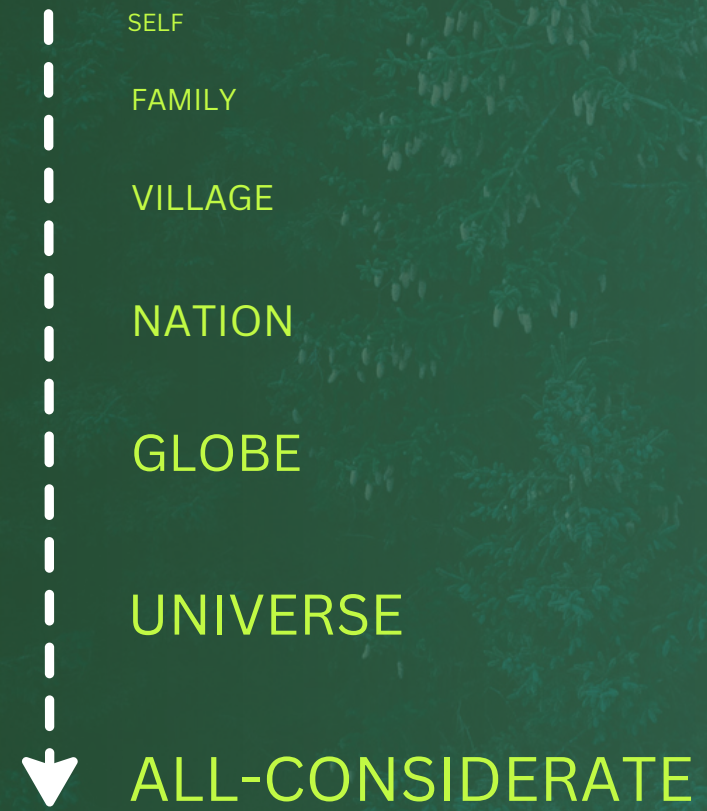 SELF
FAMILY
VILLAGE
NATION
GLOBE
UNIVERSE
ALL-CONSIDERATE